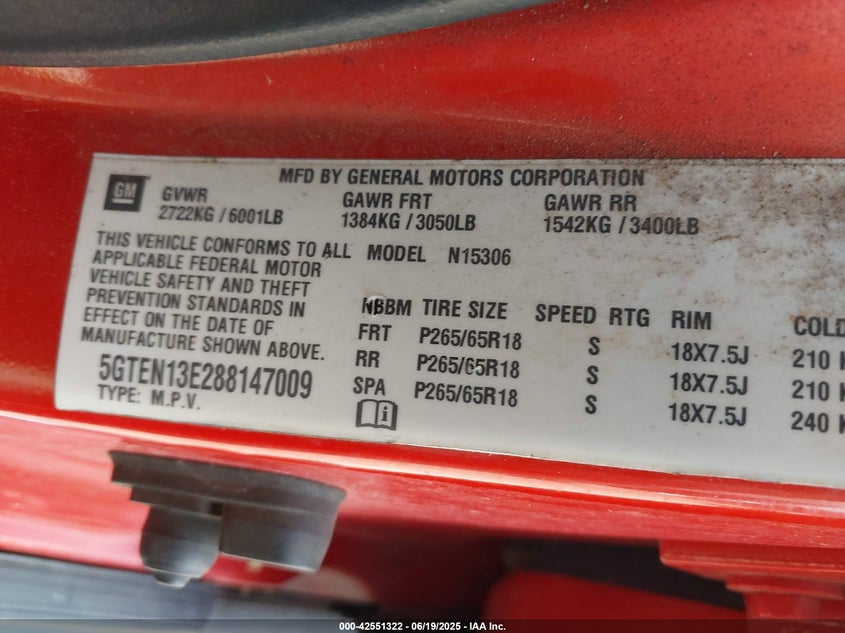 MFD BY GENERAL MOTORS CORPORATION
GM
GVWR GAWR FRT GAWR RR
2722KG / 6001LB 1384KG / 3050LB 1542KG / 3400LB
THIS VEHICLE CONFORMS TO ALL
APPLICABLE FEDERAL MOTOR
VEHICLE SAFETY AND THEFT
PREVENTION STANDARDS IN
EFFECT ON THE DATE OF
MANUFACTURE SHOWN ABOVE.
5GTEN13E288147009
TYPE: M.P.V.
MODEL N15306
TIRE SIZE SPEED RTG RIM COLD
FRT P265/65R18 S 18X7.5J 210 K
RR P265/65R18 S 18X7.5J 210 K
SPA P265/65R18 S 18X7.5J 240 K
000-42551322 - 06/19/2025 - IAA Inc.